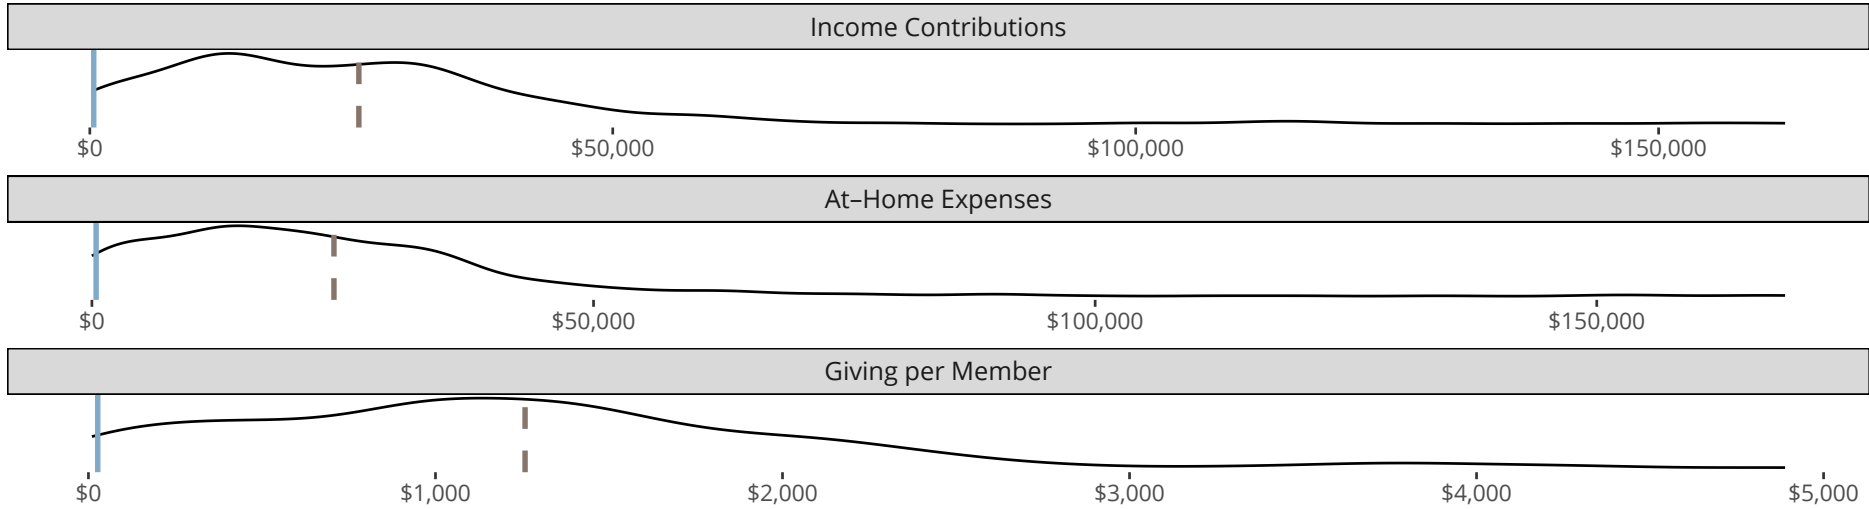 Income Contributions
$0 $50,000 $100,000 $150,000
At–Home Expenses
$0 $50,000 $100,000 $150,000
Giving per Member
$0 $1,000 $2,000 $3,000 $4,000 $5,000